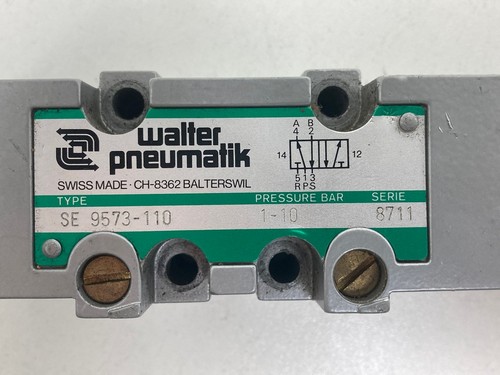 walter
pneumatik
SWISS MADE · CH-8362 BALTERSWIL
A B
4 2
14 12
5 1 3
R P S
TYPE PRESSURE BAR SERIE
SE 9573-110 1-10 8711